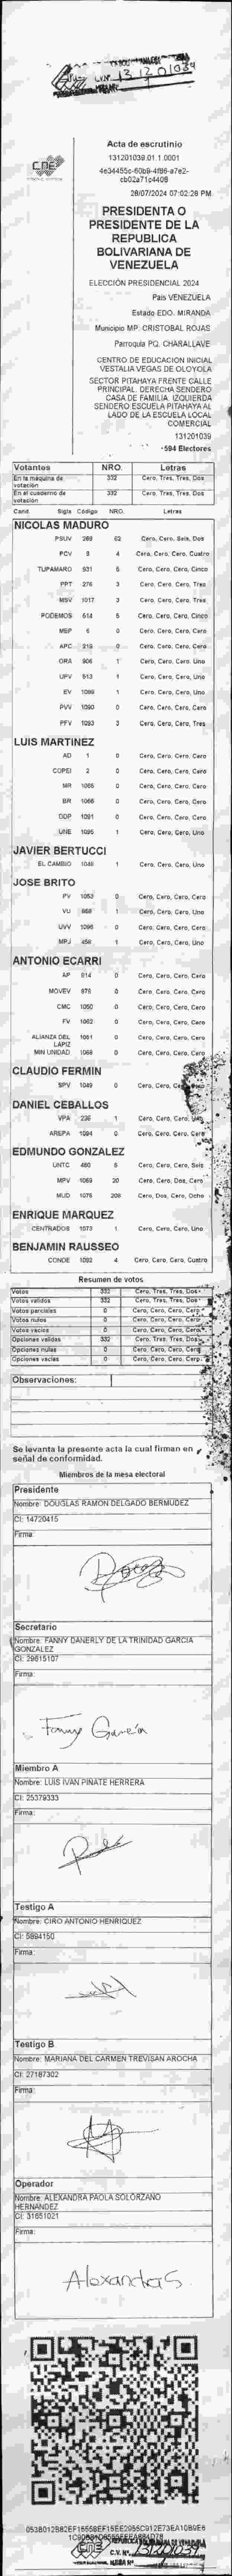 13 12 01039
CNE
Acta de escrutinio
131201039.01.1.0001
28/07/2024 07:02:28 PM
PRESIDENTA O
PRESIDENTE DE LA
REPUBLICA
BOLIVARIANA DE
VENEZUELA
ELECCIÓN PRESIDENCIAL 2024
País VENEZUELA
Estado EDO. MIRANDA
Municipio MP. CRISTOBAL ROJAS
Parroquia PQ. CHARALLAVE
CENTRO DE EDUCACION INICIAL
VESTALIA VEGAS DE OLOYOLA
SECTOR PITAHAYA FRENTE CALLE
PRINCIPAL. DERECHA SENDERO
CASA DE FAMILIA. IZQUIERDA
SENDERO ESCUELA PITAHAYA AL
LADO DE LA ESCUELA LOCAL
COMERCIAL
131201039
594 Electores
Votantes NRO. Letras
En la máquina de votación 332 Cero, Tres, Tres, Dos
En el cuaderno de votación 332 Cero, Tres, Tres, Dos
Cand. Sigla Código NRO. Letras
NICOLAS MADURO
PSUV 268 62 Cero, Cero, Seis, Dos
PCV 8 4 Cero, Cero, Cero, Cuatro
TUPAMARO 931 5 Cero, Cero, Cero, Cinco
PPT 276 3 Cero, Cero, Cero, Tres
MSV 1017 3 Cero, Cero, Cero, Tres
PODEMOS 514 5 Cero, Cero, Cero, Cinco
MEP 6 0 Cero, Cero, Cero, Cero
APC 219 0 Cero, Cero, Cero, Cero
ORA 906 1 Cero, Cero, Cero, Uno
UPV 613 1 Cero, Cero, Cero, Uno
EV 1089 1 Cero, Cero, Cero, Uno
PVV 1090 0 Cero, Cero, Cero, Cero
PFV 1093 3 Cero, Cero, Cero, Tres
LUIS MARTINEZ
AD 1 0 Cero, Cero, Cero, Cero
COPEI 2 0 Cero, Cero, Cero, Cero
MR 1065 0 Cero, Cero, Cero, Cero
BR 1066 0 Cero, Cero, Cero, Cero
DDP 1091 0 Cero, Cero, Cero, Cero
UNE 1095 1 Cero, Cero, Cero, Uno
JAVIER BERTUCCI
EL CAMBIO 1048 1 Cero, Cero, Cero, Uno
JOSE BRITO
PV 1053 0 Cero, Cero, Cero, Cero
VU 868 1 Cero, Cero, Cero, Uno
UVV 1096 0 Cero, Cero, Cero, Cero
MPJ 458 1 Cero, Cero, Cero, Uno
ANTONIO ECARRI
AP 814 0 Cero, Cero, Cero, Cero
MOVEV 875 0 Cero, Cero, Cero, Cero
CMC 1050 0 Cero, Cero, Cero, Cero
FV 1062 0 Cero, Cero, Cero, Cero
ALIANZA DEL LÁPIZ 1051 0 Cero, Cero, Cero, Cero
MIN UNIDAD 1068 0 Cero, Cero, Cero, Cero
CLAUDIO FERMIN
SPV 1049 0 Cero, Cero,
DANIEL CEBALLOS
VPA 236 1 Cero, Cero, Cero,
AREPA 1094 0 Cero, Cero, Cero, Cero
EDMUNDO GONZALEZ
UNTC 480 6 Cero, Cero, Cero, Seis
MPV 1069 20 Cero, Cero, Dos, Cero
MUD 1078 208 Cero, Dos, Cero, Ocho
ENRIQUE MARQUEZ
CENTRADOS 1073 1 Cero, Cero, Cero, Uno
BENJAMIN RAUSSEO
CONDE 1092 4 Cero, Cero, Cero, Cuatro
Resumen de votos
Votos 332 Cero, Tres, Tres, Dos
Votos validos 332 Cero, Tres, Tres, Dos
Votos parciales 0 Cero, Cero, Cero, Cero
Votos nulos 0 Cero, Cero, Cero, Cero
Votos vacíos 0 Cero, Cero, Cero, Cero
Opciones validas 332 Cero, Tres, Tres, Dos
Opciones nulas 0 Cero, Cero, Cero, Cero
Opciones vacías 0 Cero, Cero, Cero, Cero
Observaciones:
Se levanta la presente acta la cual firman en
señal de conformidad.
Miembros de la mesa electoral
Presidente
Nombre: DOUGLAS RAMON DELGADO BERMUDEZ
CI: 14720415
Firma:
Secretario
Nombre: FANNY DANERLY DE LA TRINIDAD GARCIA
GONZALEZ
CI: 29615107
Firma:
Fanny García
Miembro A
Nombre: LUIS IVAN PIÑATE HERRERA
CI: 25379333
Firma:
Testigo A
Nombre: CIRO ANTONIO HENRIQUEZ
CI: 5894150
Firma:
Testigo B
Nombre: MARIANA DEL CARMEN TREVISAN AROCHA
CI: 27187302
Firma:
Operador
Nombre: ALEXANDRA PAOLA SOLORZANO
HERNANDEZ
CI: 31651021
Firma:
Alexandra S.
CNE
C.V. Nº